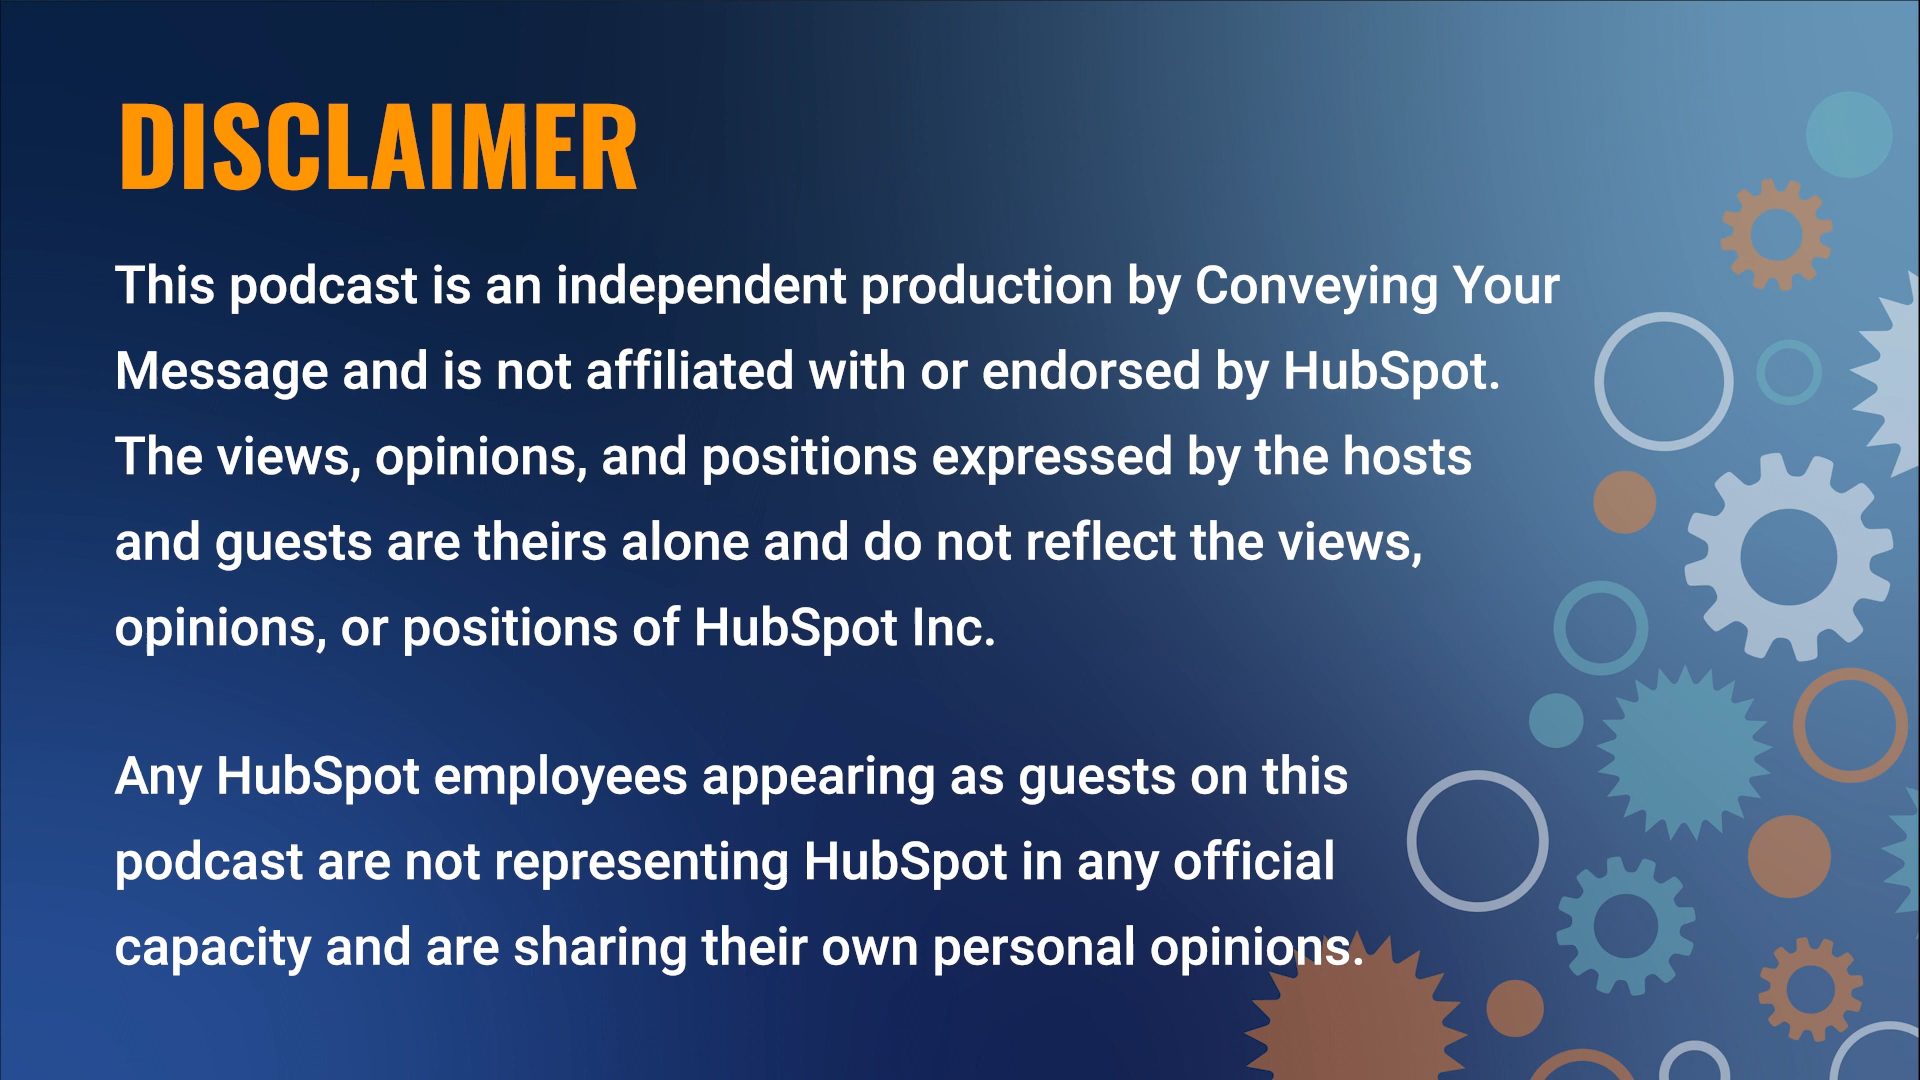 DISCLAIMER
This podcast is an independent production by Conveying Your
Message and is not affiliated with or endorsed by HubSpot.
The views, opinions, and positions expressed by the hosts
and guests are theirs alone and do not reflect the views,
opinions, or positions of HubSpot Inc.
Any HubSpot employees appearing as guests on this
podcast are not representing HubSpot in any official
capacity and are sharing their own personal opinions.